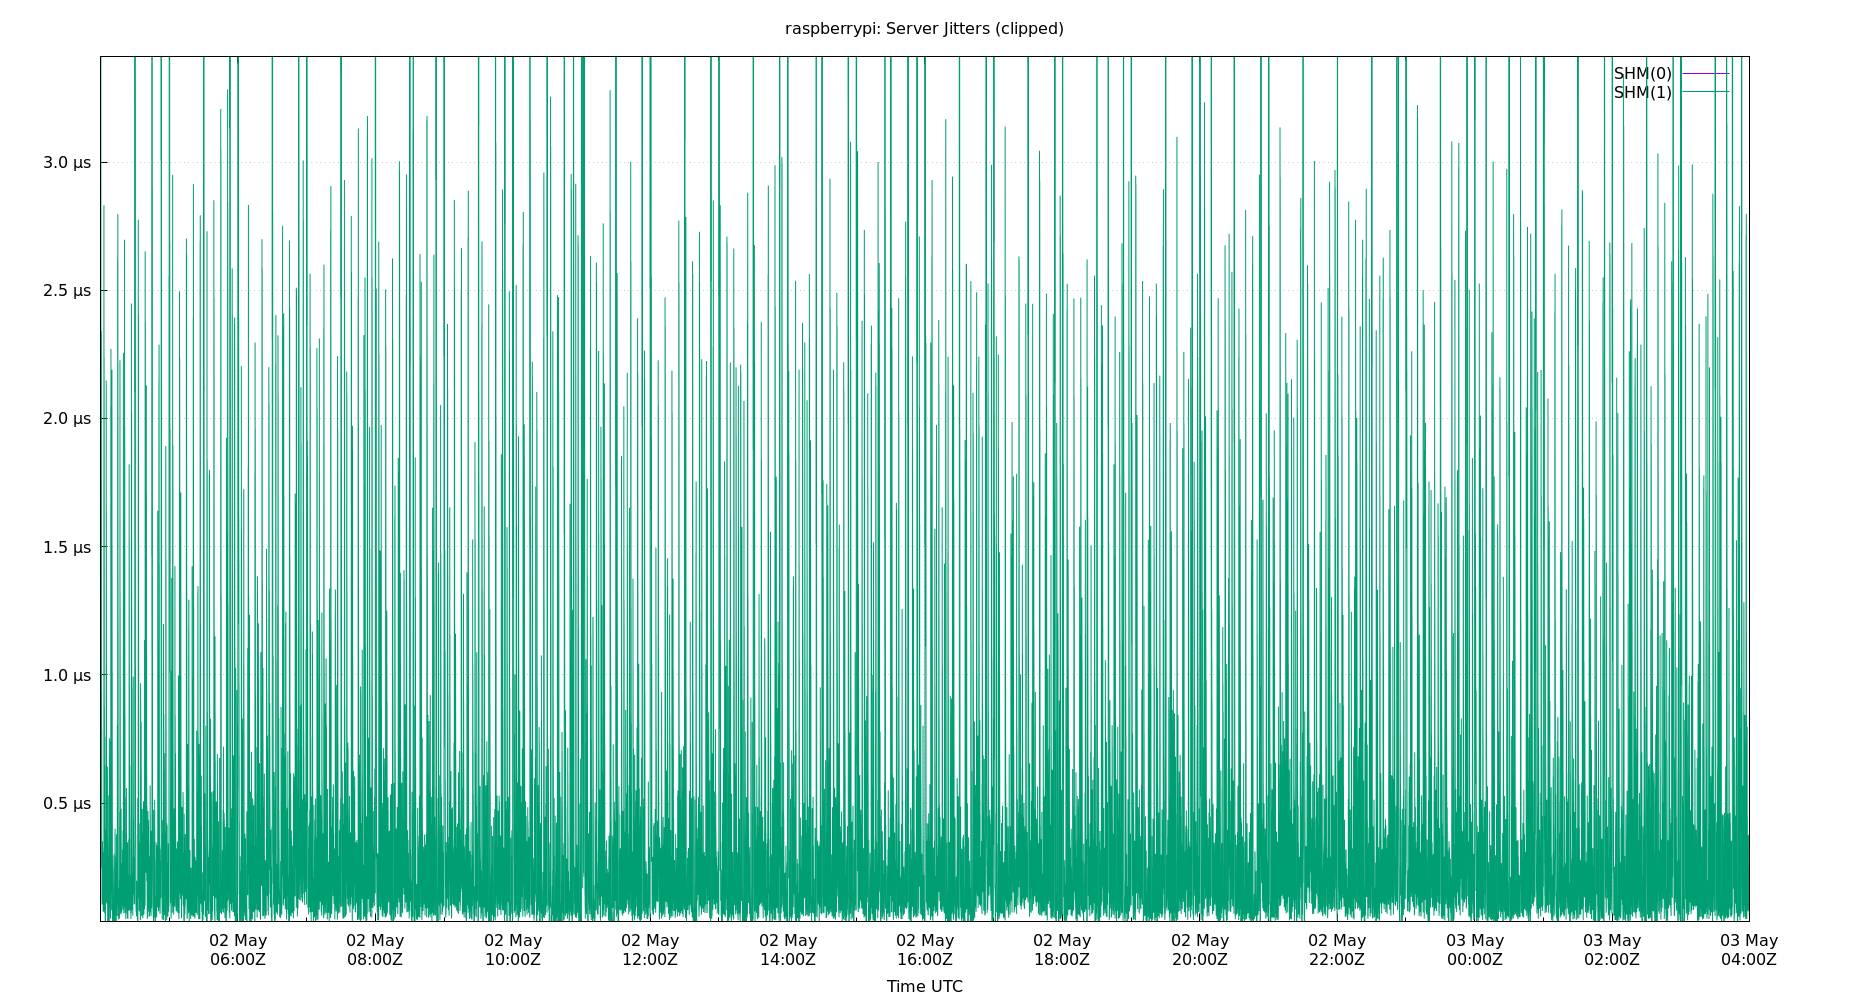 raspberrypi: Server Jitters (clipped)
SHM(0)
SHM(1)
3.0 µs
2.5 µs
2.0 µs
1.5 µs
1.0 µs
0.5 µs
02 May 02 May 02 May 02 May 02 May 02 May 02 May 02 May 02 May 03 May 03 May 03 May
06:00Z 08:00Z 10:00Z 12:00Z 14:00Z 16:00Z 18:00Z 20:00Z 22:00Z 00:00Z 02:00Z 04:00Z
Time UTC